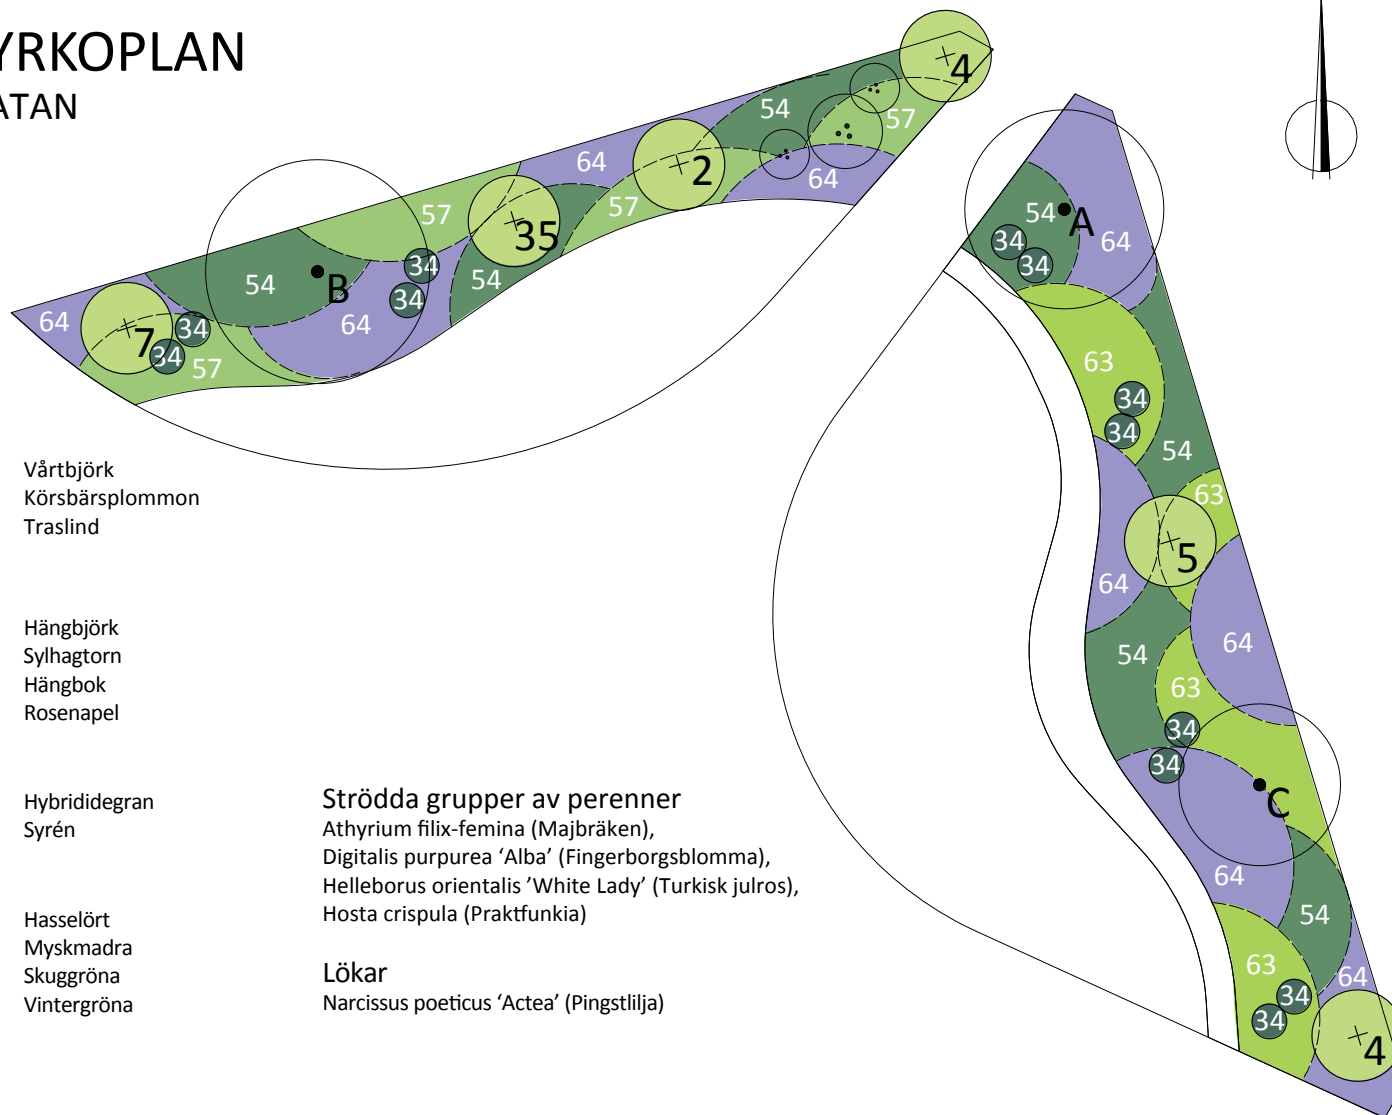 YRKOPLAN
ATAN
4
54
57
64
2
64
57
35
57
54
34
34
B
54
64
64
7
34
34
57
54
A
64
34
34
63
34
34
54
63
5
64
54
64
63
34
34
C
64
54
63
64
34
34
4
Vårtbjörk
Körsbärsplommon
Traslind
Hängbjörk
Sylhagtorn
Hängbok
Rosenapel
Hybrididegran
Syrén
Hasselört
Myskmadra
Skuggröna
Vintergröna
Strödda grupper av perenner
Athyrium filix-femina (Majbräken),
Digitalis purpurea ‘Alba’ (Fingerborgsblomma),
Helleborus orientalis ’White Lady’ (Turkisk julros),
Hosta crispula (Praktfunkia)
Lökar
Narcissus poeticus ‘Actea’ (Pingstlilja)